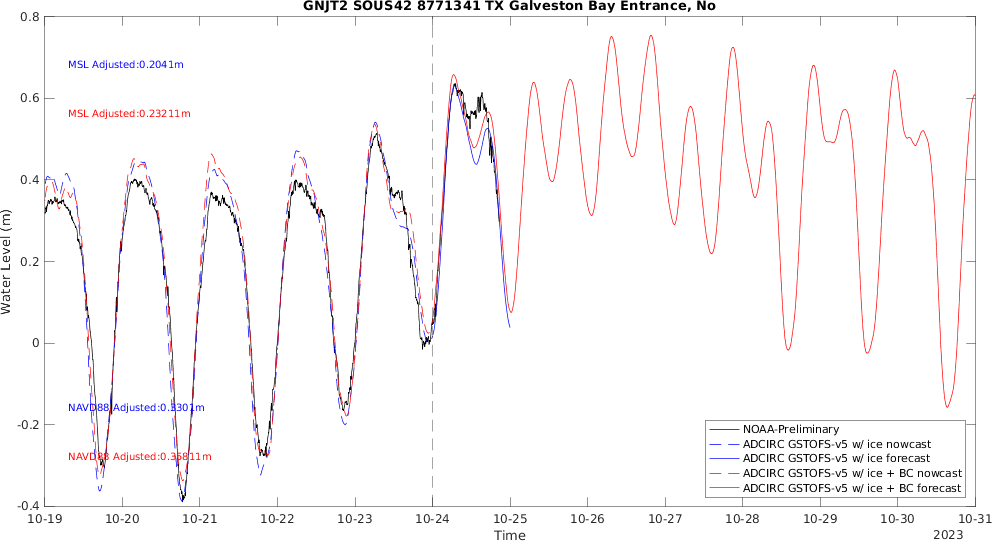 GNJT2 SOUS42 8771341 TX Galveston Bay Entrance, No
0.8
0.6
0.4
0.2
0
-0.2
-0.4
Water Level (m)
MSL Adjusted:0.2041m
MSL Adjusted:0.23211m
NAVD88 Adjusted:0.3301m
NAVD88 Adjusted:0.35811m
NOAA-Preliminary
ADCIRC GSTOFS-v5 w/ ice nowcast
ADCIRC GSTOFS-v5 w/ ice forecast
ADCIRC GSTOFS-v5 w/ ice + BC nowcast
ADCIRC GSTOFS-v5 w/ ice + BC forecast
10-19 10-20 10-21 10-22 10-23 10-24 10-25 10-26 10-27 10-28 10-29 10-30 10-31
Time
2023